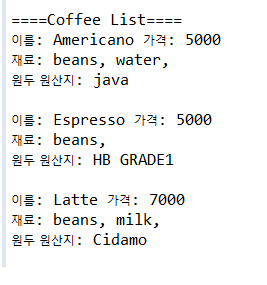 ====Coffee List====
이름: Americano 가격: 5000
재료: beans, water,
원두 원산지: java
이름: Espresso 가격: 5000
재료: beans,
원두 원산지: HB GRADE1
이름: Latte 가격: 7000
재료: beans, milk,
원두 원산지: Cidamo